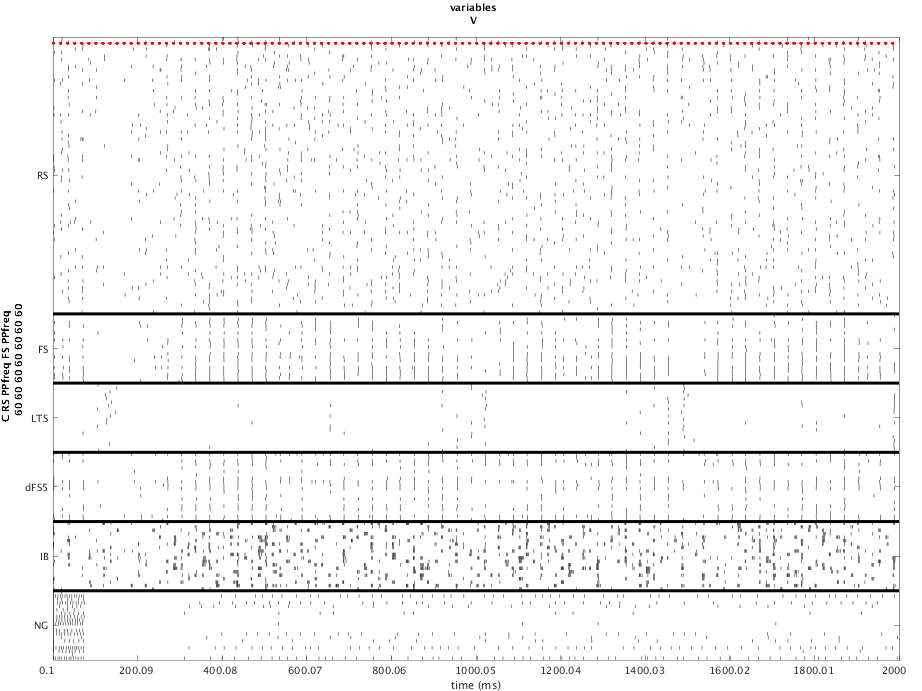 variables
V
C RS PPfreq FS PPfreq
60 60 60 60 60 60 60 60
RS
FS
LTS
dFS5
IB
NG
0.1 200.09 400.08 600.07 800.06 1000.05 1200.04 1400.03 1600.02 1800.01 2000
time (ms)